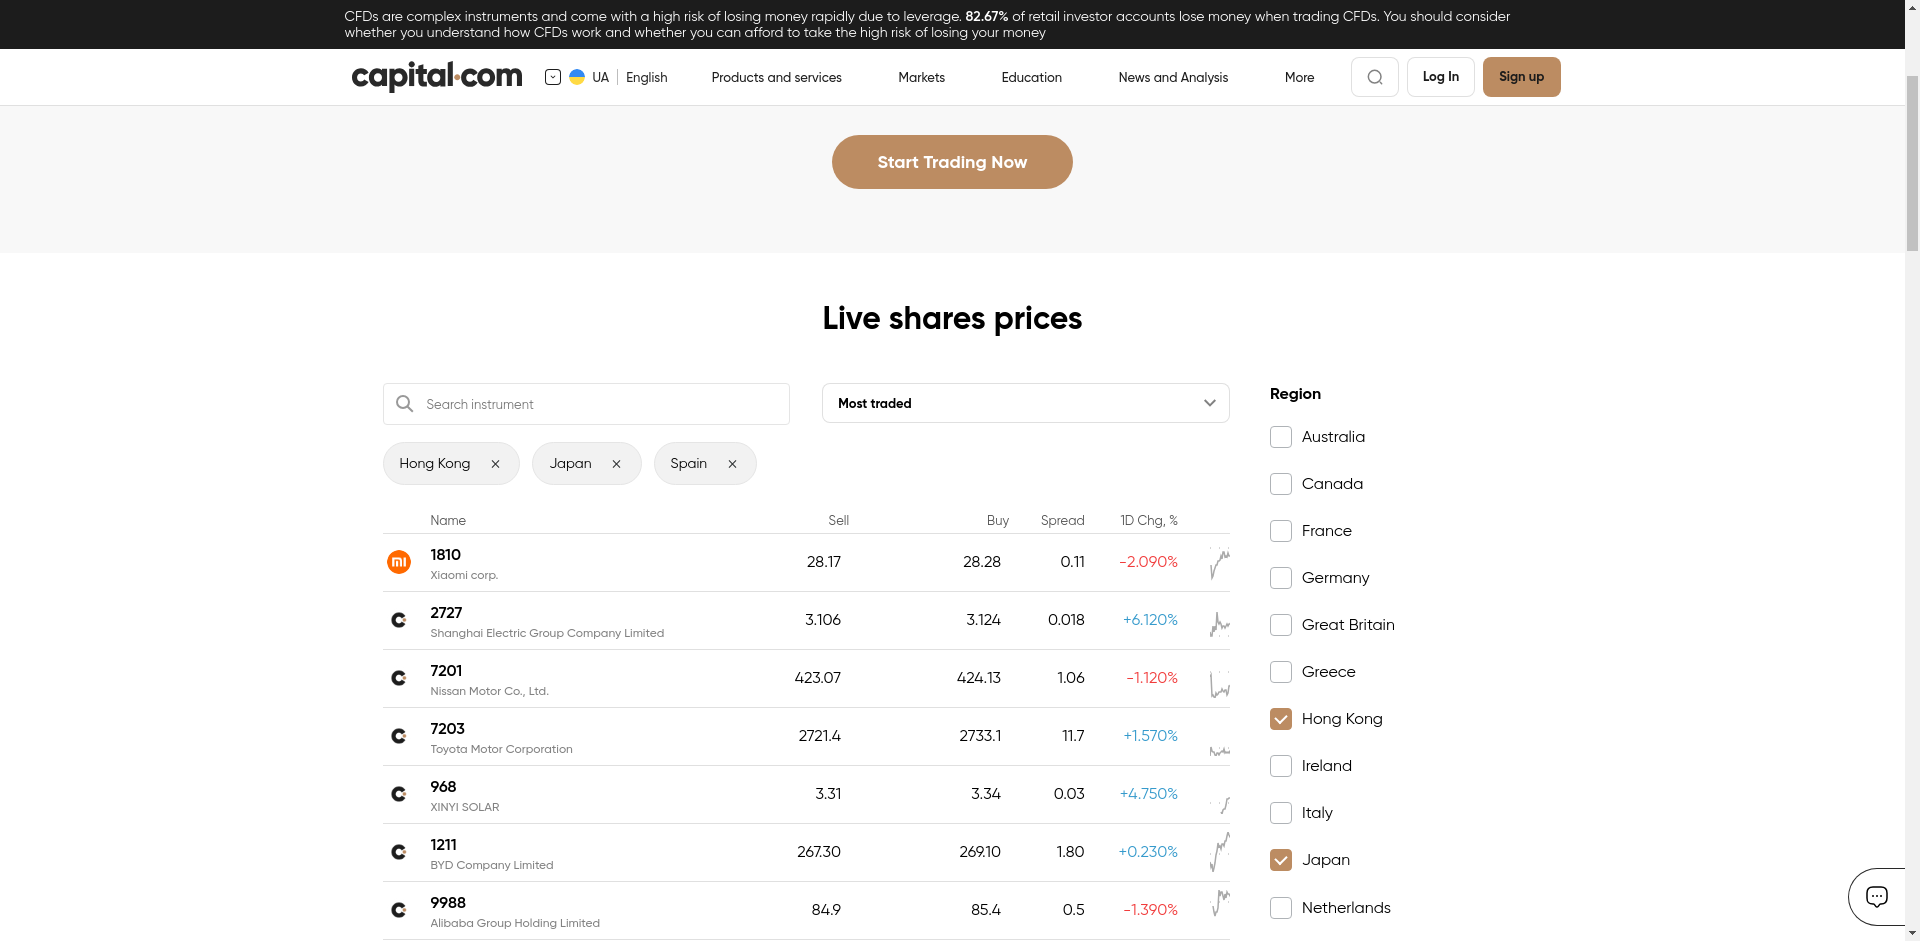 CFDs are complex instruments and come with a high risk of losing money rapidly due to leverage. 82.67% of retail investor accounts lose money when trading CFDs. You should consider
whether you understand how CFDs work and whether you can afford to take the high risk of losing your money
capital.com UA English Products and services Markets Education News and Analysis More Log In Sign up
Start Trading Now
Live shares prices
Search instrument
Most traded
Hong Kong Japan Spain
Name Sell Buy Spread 1D Chg, %
1810 28.17 28.28 0.11 -2.090%
Xiaomi corp.
2727 3.106 3.124 0.018 +6.120%
Shanghai Electric Group Company Limited
7201 423.07 424.13 1.06 -1.120%
Nissan Motor Co., Ltd.
7203 2721.4 2733.1 11.7 +1.570%
Toyota Motor Corporation
968 3.31 3.34 0.03 +4.750%
XINYI SOLAR
1211 267.30 269.10 1.80 +0.230%
BYD Company Limited
9988 84.9 85.4 0.5 -1.390%
Alibaba Group Holding Limited
Region
Australia
Canada
France
Germany
Great Britain
Greece
Hong Kong
Ireland
Italy
Japan
Netherlands